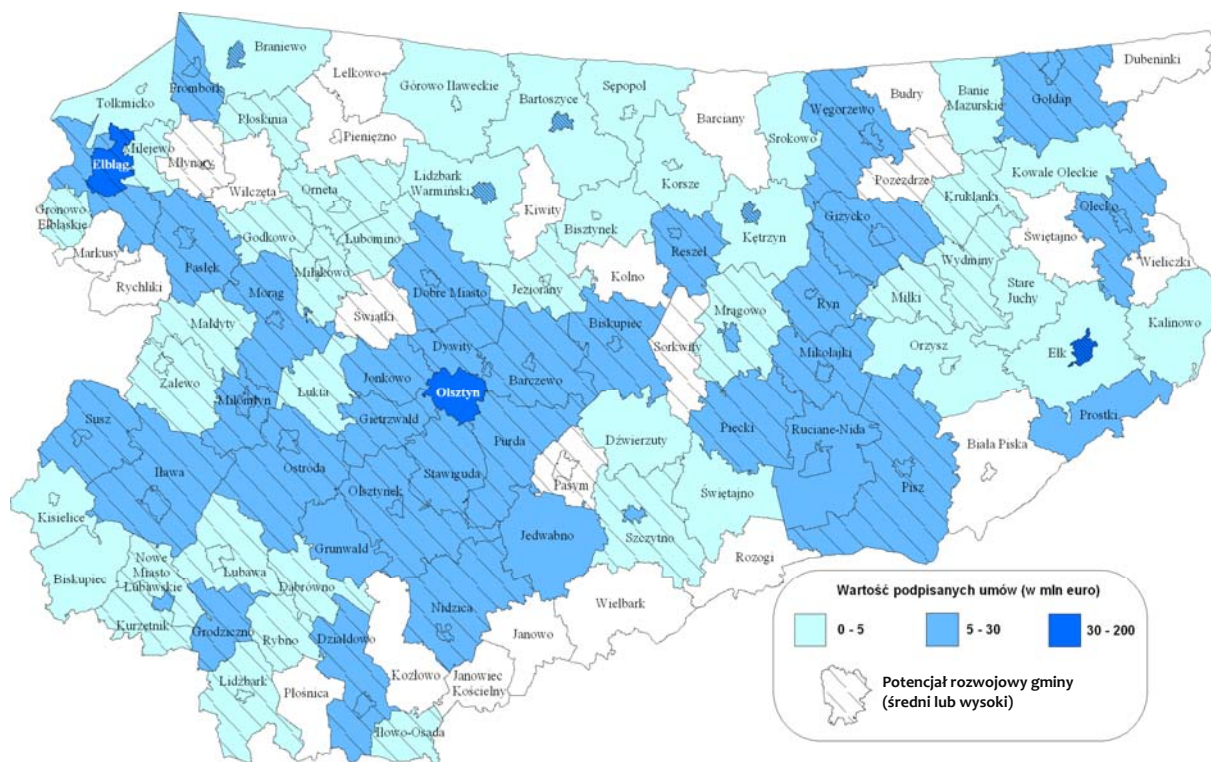 Braniewo
Lelkowo
Frombork
Górowo Iławeckie
Sępopol
Bartoszyce
Barciany
Węgorzewo
Budry
Banie
Mazurskie
Gołdap
Dubeninki
Tolkmicko
Płoskinia
Pieniężno
Srokowo
Milejewo
Elbląg
Młynary
Wilczęta
Orneta
Lidzbark
Warmiński
Kiwity
Korsze
Pozezdrze
Kowale Oleckie
Kruklanki
Olecko
Gronowo
Elbląskie
Godkowo
Lubomino
Bisztynek
Reszel
Kętrzyn
Giżycko
Świętajno
Markusy
Pasłęk
Miłakowo
Kolno
Wydminy
Wieliczki
Rychliki
Morąg
Świątki
Dobre Miasto
Jeziorany
Mrągowo
Ryn
Miłki
Stare
Juchy
Kalinowo
Małdyty
Dywity
Biskupiec
Sorkwity
Mikołajki
Orzysz
Ełk
Zalewo
Łukta
Jonkowo
Barczewo
Miłomłyn
Olsztyn
Susz
Gietrzwałd
Purda
Dźwierzuty
Piecki
Ruciane-Nida
Biała Piska
Prostki
Iława
Ostróda
Olsztynek
Stawiguda
Pasym
Świętajno
Pisz
Kisielice
Grunwald
Jedwabno
Szczytno
Rozogi
Biskupiec
Nowe
Miasto
Lubawskie
Lubawa
Dąbrówno
Nidzica
Wielbark
Kurzętnik
Grodziczno
Rybno
Działdowo
Janowo
Lidzbark
Płośnica
Kozłowo
Janowiec
Kościelny
Iłowo-Osada
Wartość podpisanych umów (w mln euro)
0 - 5
5 - 30
30 - 200
Potencjał rozwojowy gminy
(średni lub wysoki)